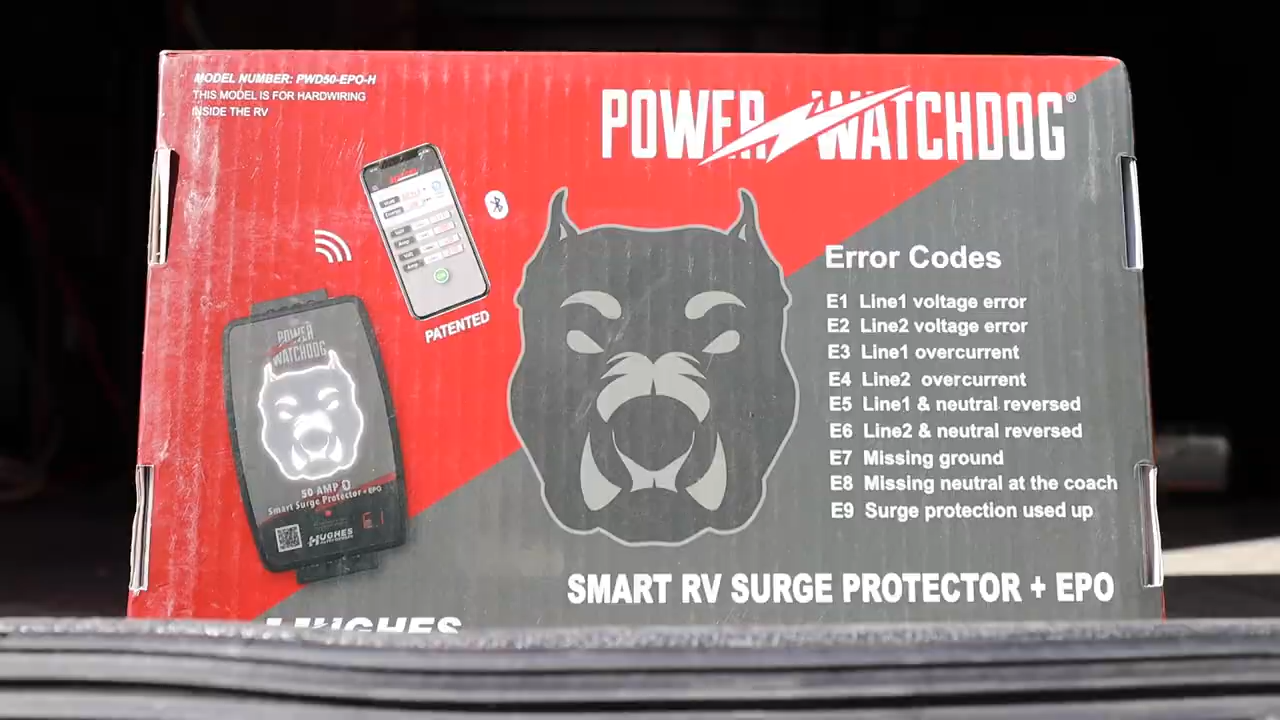 MODEL NUMBER: PWD50-EPO-H
THIS MODEL IS FOR HARDWIRING
INSIDE THE RV
POWER WATCHDOG®
PATENTED
Error Codes
E1 Line1 voltage error
E2 Line2 voltage error
E3 Line1 overcurrent
E4 Line2 overcurrent
E5 Line1 & neutral reversed
E6 Line2 & neutral reversed
E7 Missing ground
E8 Missing neutral at the coach
E9 Surge protection used up
POWER
WATCHDOG
50 AMP
Smart Surge Protector + EPO
E1
HUGHES
SMART RV SURGE PROTECTOR + EPO
HUGHES